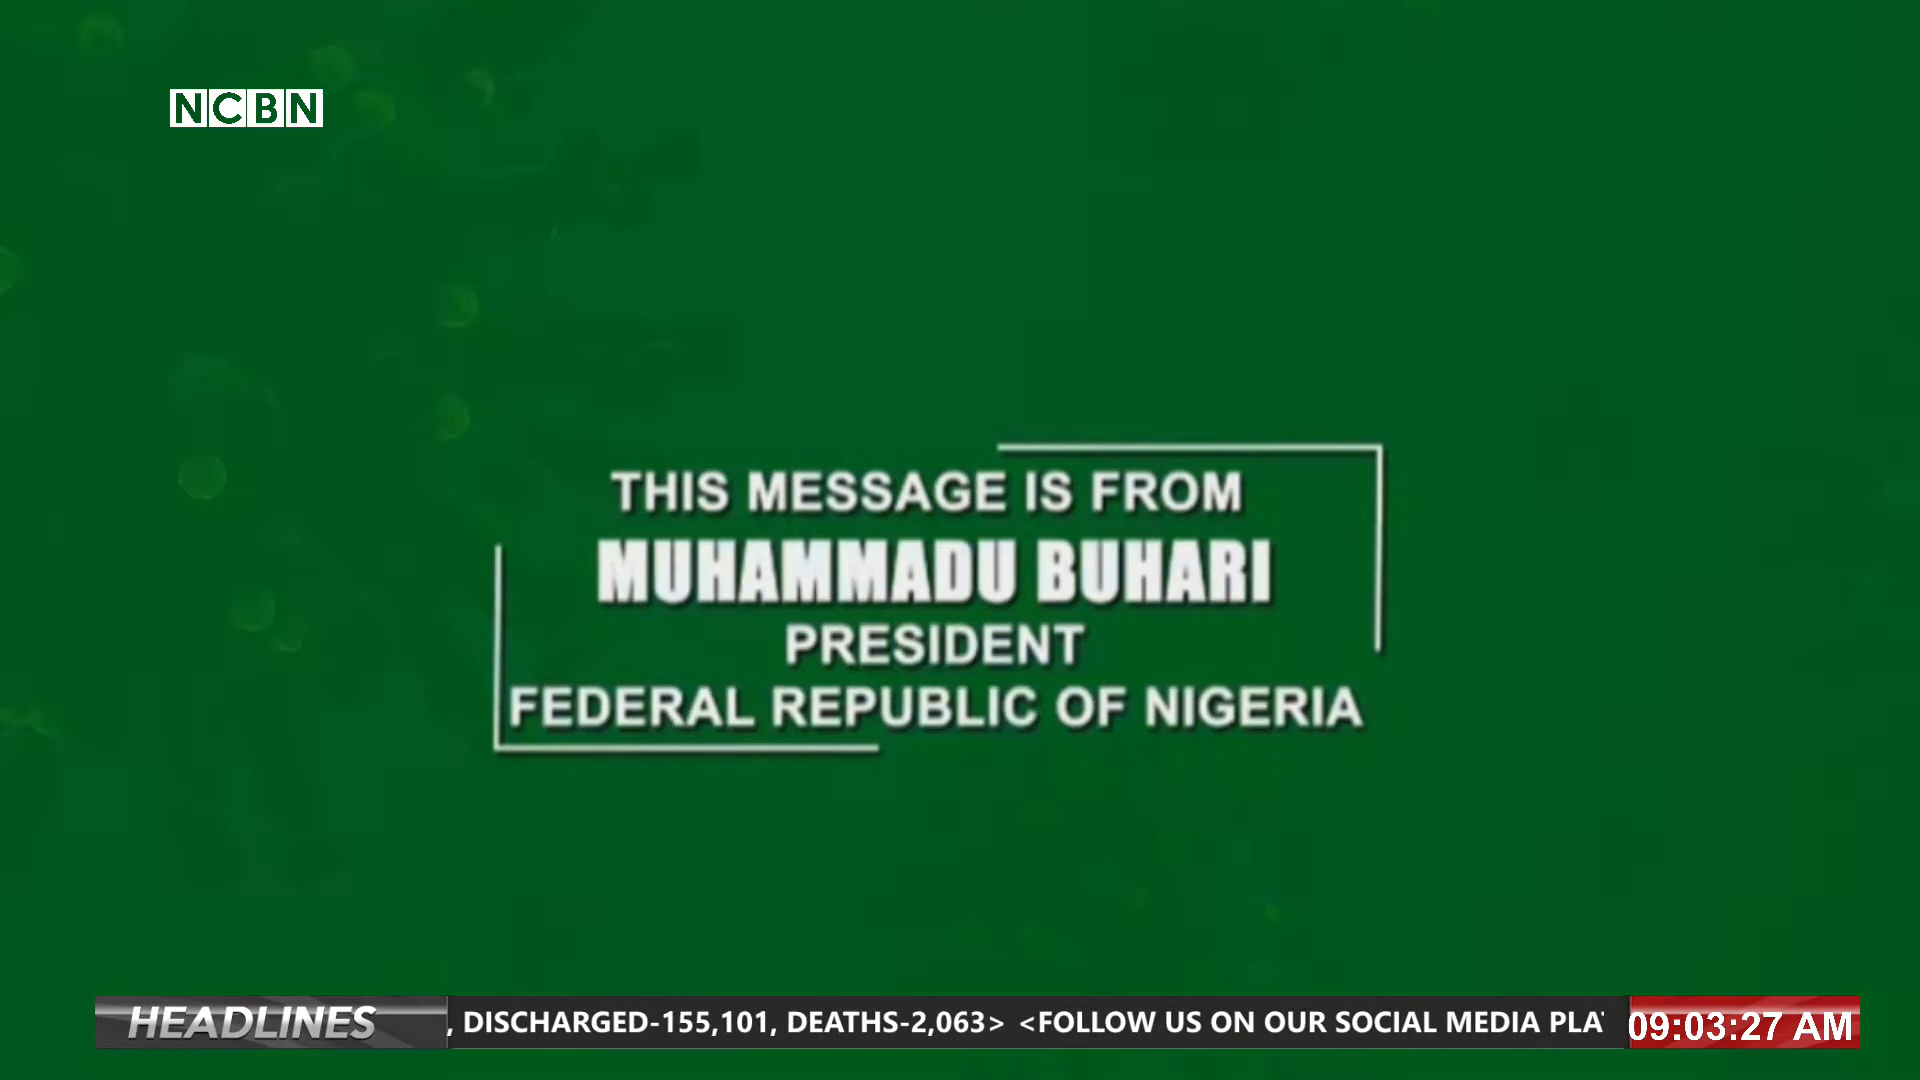 NCBN
THIS MESSAGE IS FROM
MUHAMMADU BUHARI
PRESIDENT
FEDERAL REPUBLIC OF NIGERIA
HEADLINES
, DISCHARGED-155,101, DEATHS-2,063> <FOLLOW US ON OUR SOCIAL MEDIA
09:03:27 AM